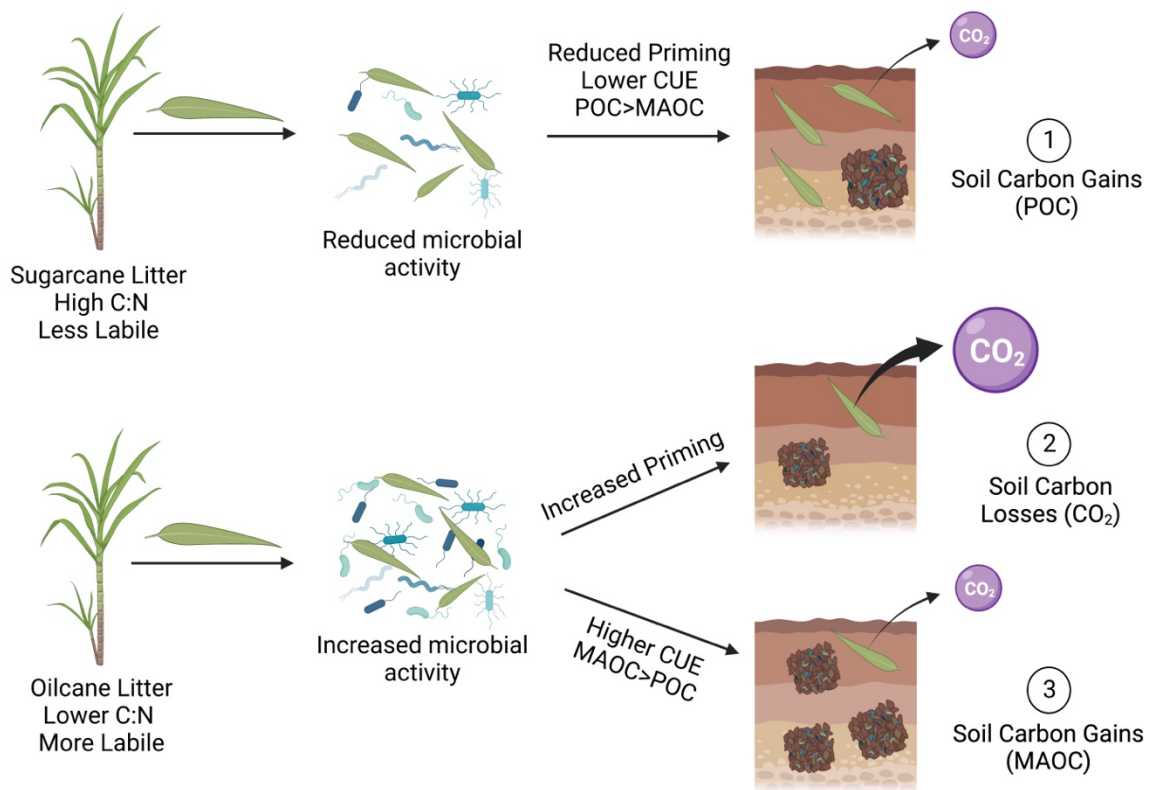 CO₂
Reduced Priming
Lower CUE
POC>MAOC
1
Soil Carbon Gains
(POC)
Reduced microbial
activity
Sugarcane Litter
High C:N
Less Labile
CO₂
Increased Priming
2
Soil Carbon
Losses (CO₂)
Increased microbial
activity
Higher CUE
MAOC>POC
CO₂
3
Soil Carbon Gains
(MAOC)
Oilcane Litter
Lower C:N
More Labile